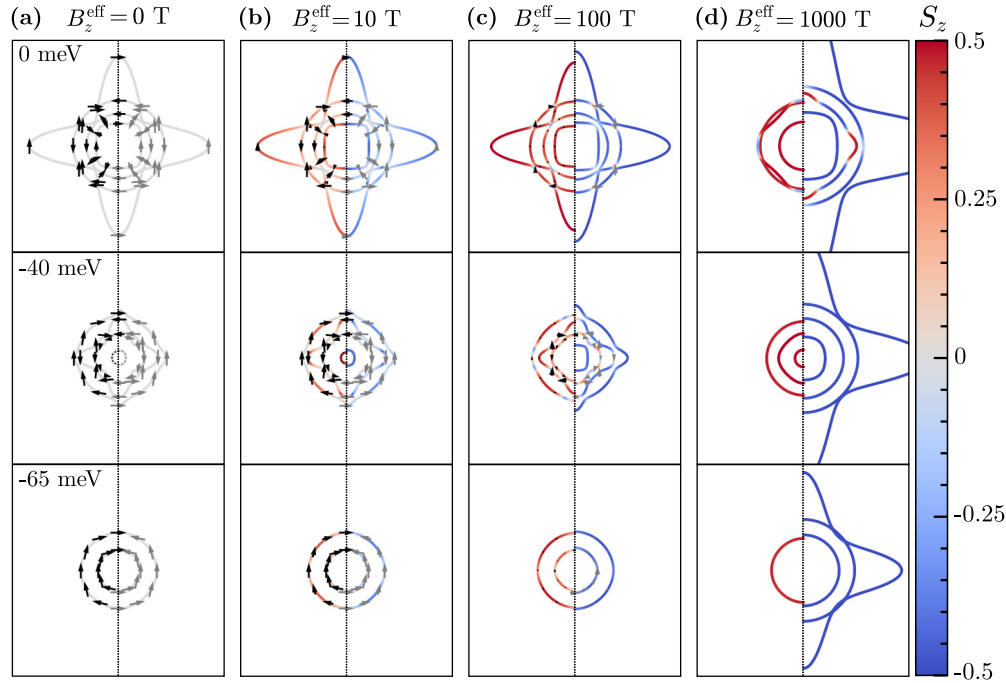 (a) B_z^eff = 0 T (b) B_z^eff = 10 T (c) B_z^eff = 100 T (d) B_z^eff = 1000 T S_z
0 meV
-40 meV
-65 meV
0.5
0.25
0
-0.25
-0.5